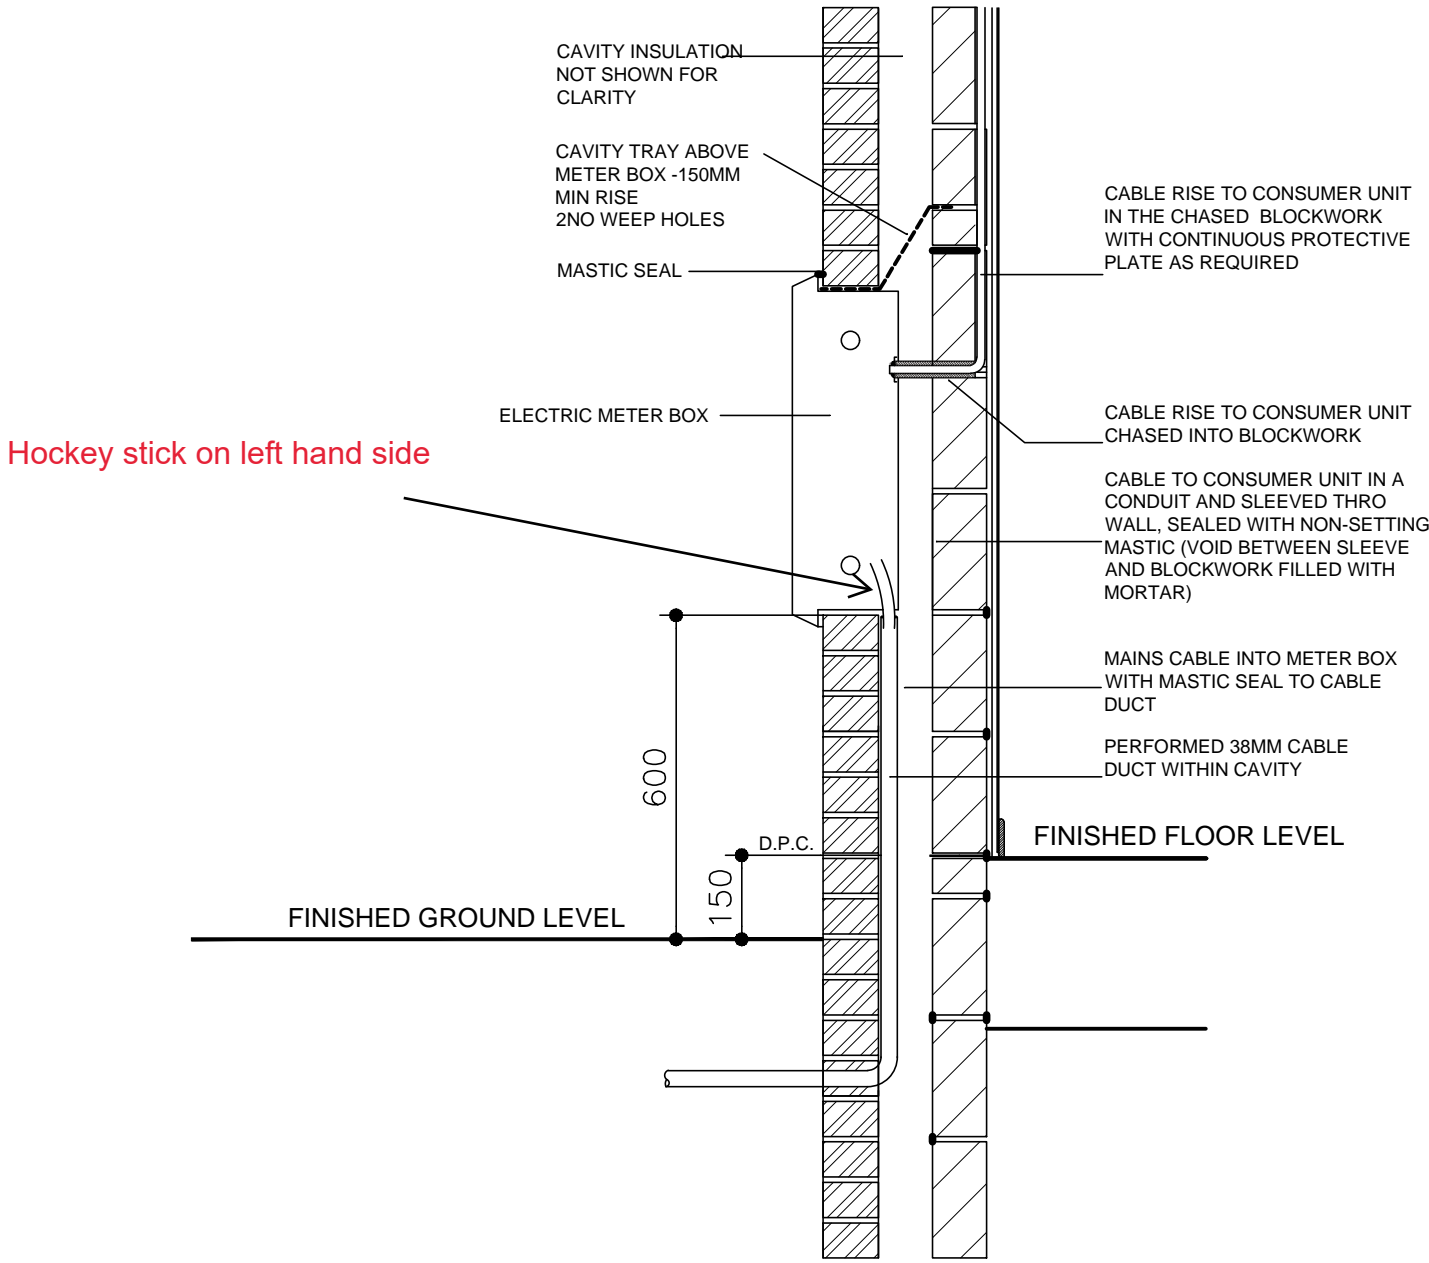 CAVITY INSULATION
NOT SHOWN FOR
CLARITY
CAVITY TRAY ABOVE
METER BOX -150MM
MIN RISE
2NO WEEP HOLES
MASTIC SEAL
ELECTRIC METER BOX
Hockey stick on left hand side
CABLE RISE TO CONSUMER UNIT
IN THE CHASED BLOCKWORK
WITH CONTINUOUS PROTECTIVE
PLATE AS REQUIRED
CABLE RISE TO CONSUMER UNIT
CHASED INTO BLOCKWORK
CABLE TO CONSUMER UNIT IN A
CONDUIT AND SLEEVED THRO
WALL, SEALED WITH NON-SETTING
MASTIC (VOID BETWEEN SLEEVE
AND BLOCKWORK FILLED WITH
MORTAR)
MAINS CABLE INTO METER BOX
WITH MASTIC SEAL TO CABLE
DUCT
PERFORMED 38MM CABLE
DUCT WITHIN CAVITY
600
D.P.C.
150
FINISHED FLOOR LEVEL
FINISHED GROUND LEVEL